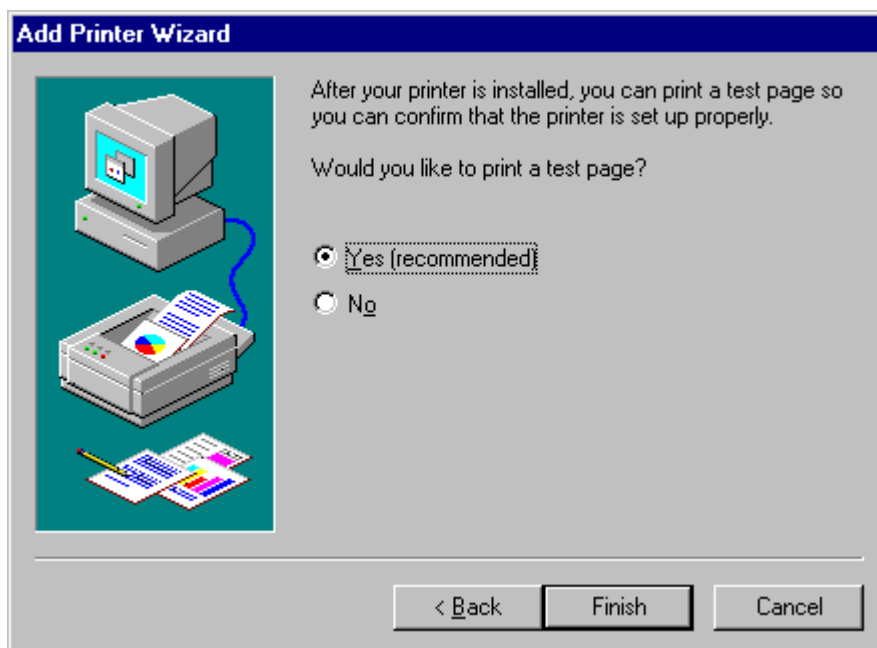 Add Printer Wizard
After your printer is installed, you can print a test page so
you can confirm that the printer is set up properly.
Would you like to print a test page?
Yes (recommended)
No
< Back
Finish
Cancel